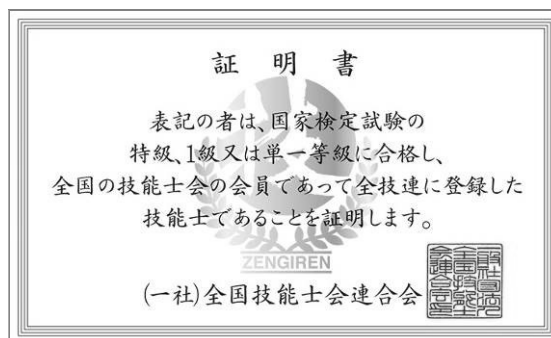 証明書
表記の者は、国家検定試験の
特級、1級又は単一等級に合格し、
全国の技能士会の会員であって全技連に登録した
技能士であることを証明します。
ZENGIREN
(一社)全国技能士会連合会